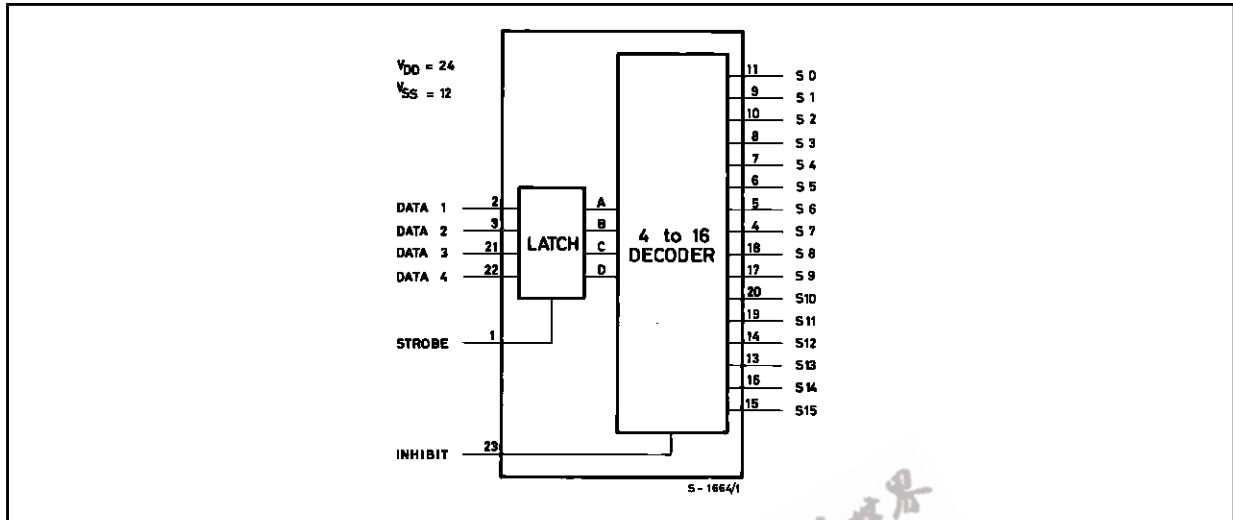 VDD = 24
VSS = 12
DATA 1 2
DATA 2 3
DATA 3 21
DATA 4 22
STROBE 1
INHIBIT 23
LATCH
A
B
C
D
4 to 16
DECODER
11 S 0
9 S 1
10 S 2
8 S 3
7 S 4
6 S 5
5 S 6
4 S 7
18 S 8
17 S 9
20 S10
19 S11
14 S12
13 S13
16 S14
15 S15
S-1664/1